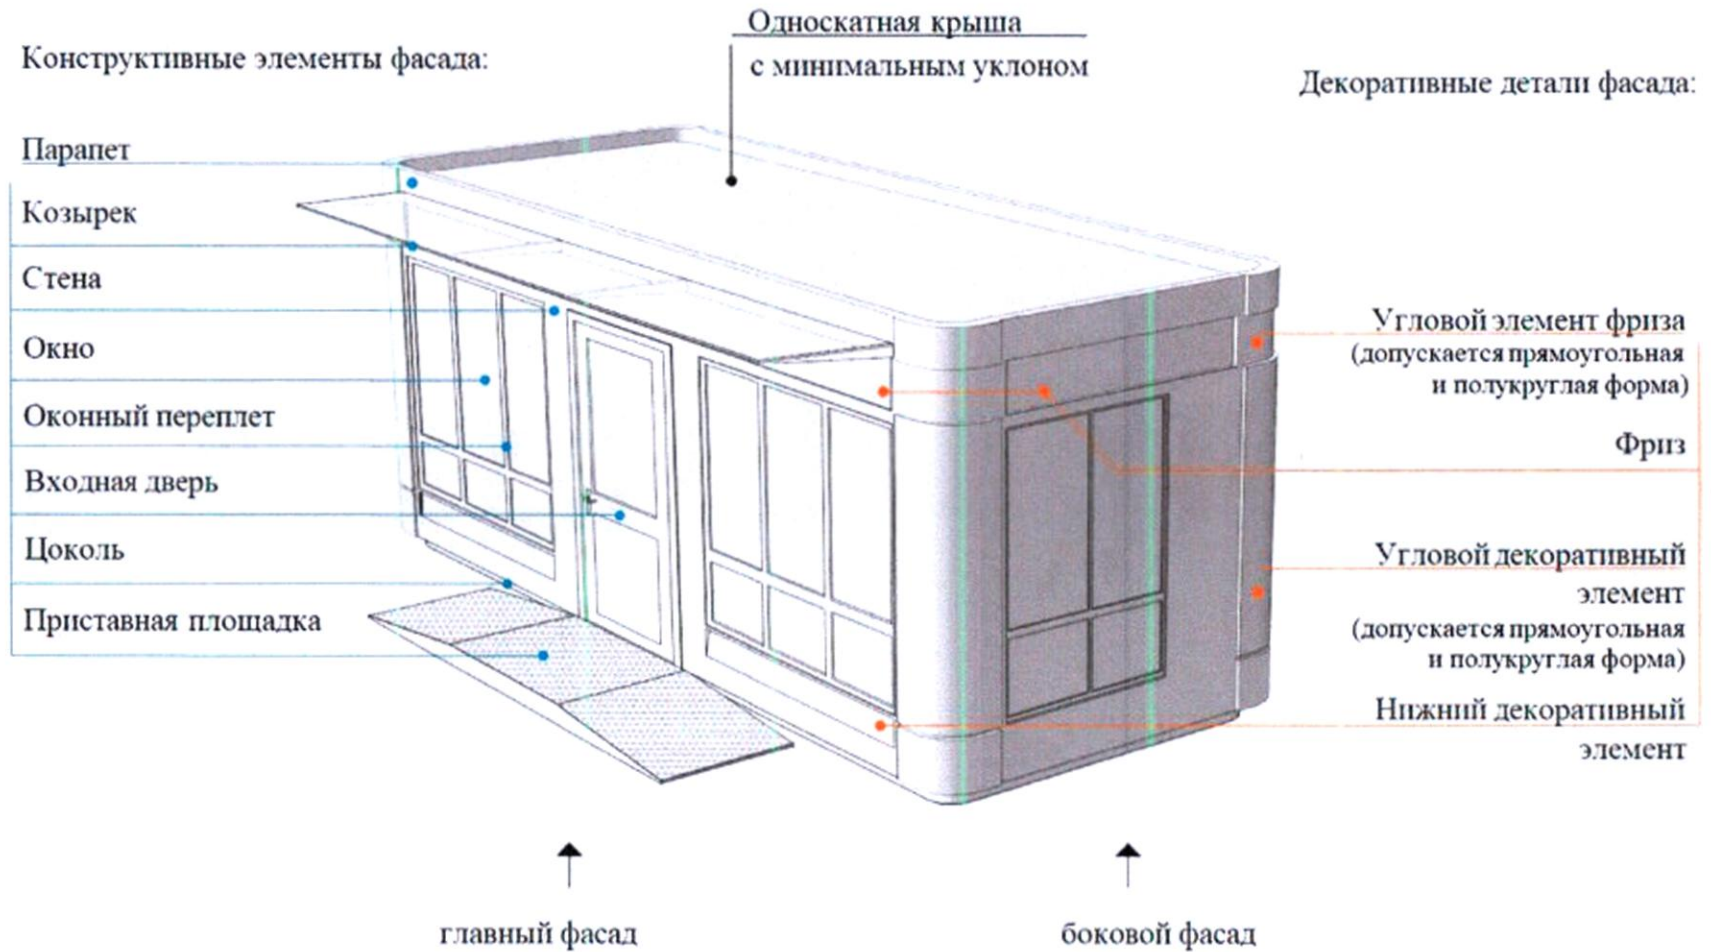 Односкатная крыша
с минимальным уклоном
Конструктивные элементы фасада:
Парапет
Козырек
Стена
Окно
Оконный переплет
Входная дверь
Цоколь
Приставная площадка
Декоративные детали фасада:
Угловой элемент фриза
(допускается прямоугольная
и полукруглая форма)
Фриз
Угловой декоративный
элемент
(допускается прямоугольная
и полукруглая форма)
Нижний декоративный
элемент
главный фасад
боковой фасад